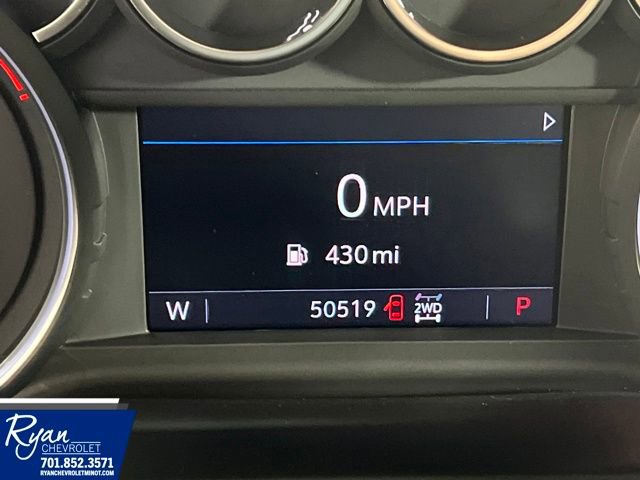 0 MPH
430 mi
W 50519 2WD P
Ryan
CHEVROLET
701.852.3571
RYANCHEVROLETMINOT.COM